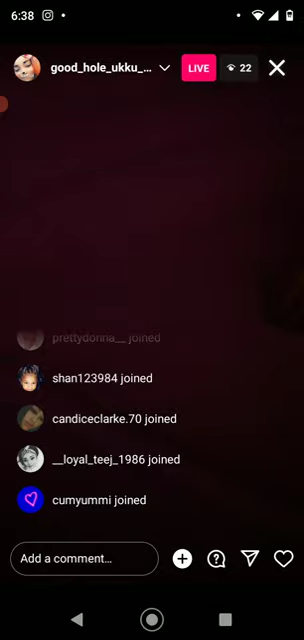 6:38
good_hole_ukku_... LIVE 22
prettydonna__ joined
shan123984 joined
candiceclarke.70 joined
__loyal_teej_1986 joined
cumyummi joined
Add a comment...